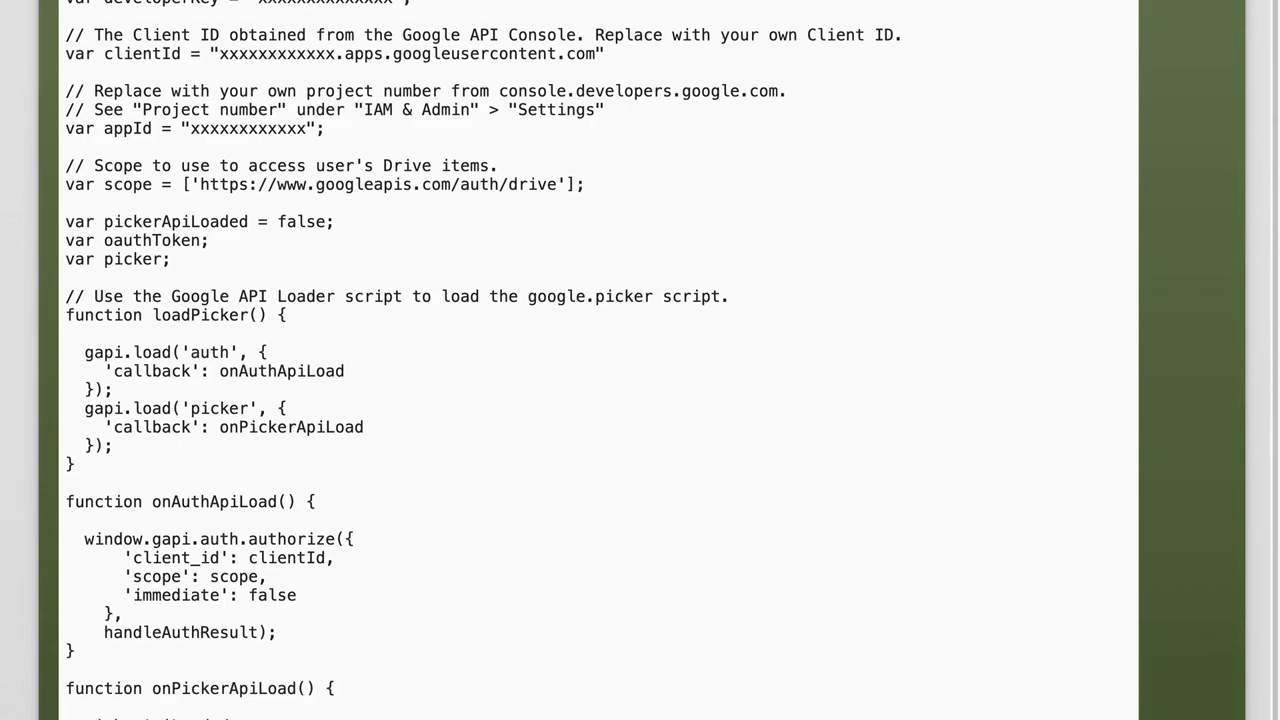 var developerKey = "xxxxxxxxxxxxxx";
// The Client ID obtained from the Google API Console. Replace with your own Client ID.
var clientId = "xxxxxxxxxxxx.apps.googleusercontent.com"
// Replace with your own project number from console.developers.google.com.
// See "Project number" under "IAM & Admin" > "Settings"
var appId = "xxxxxxxxxxxx";
// Scope to use to access user's Drive items.
var scope = ['https://www.googleapis.com/auth/drive'];
var pickerApiLoaded = false;
var oauthToken;
var picker;
// Use the Google API Loader script to load the google.picker script.
function loadPicker() {
gapi.load('auth', {
'callback': onAuthApiLoad
});
gapi.load('picker', {
'callback': onPickerApiLoad
});
}
function onAuthApiLoad() {
window.gapi.auth.authorize({
'client_id': clientId,
'scope': scope,
'immediate': false
},
handleAuthResult);
}
function onPickerApiLoad() {